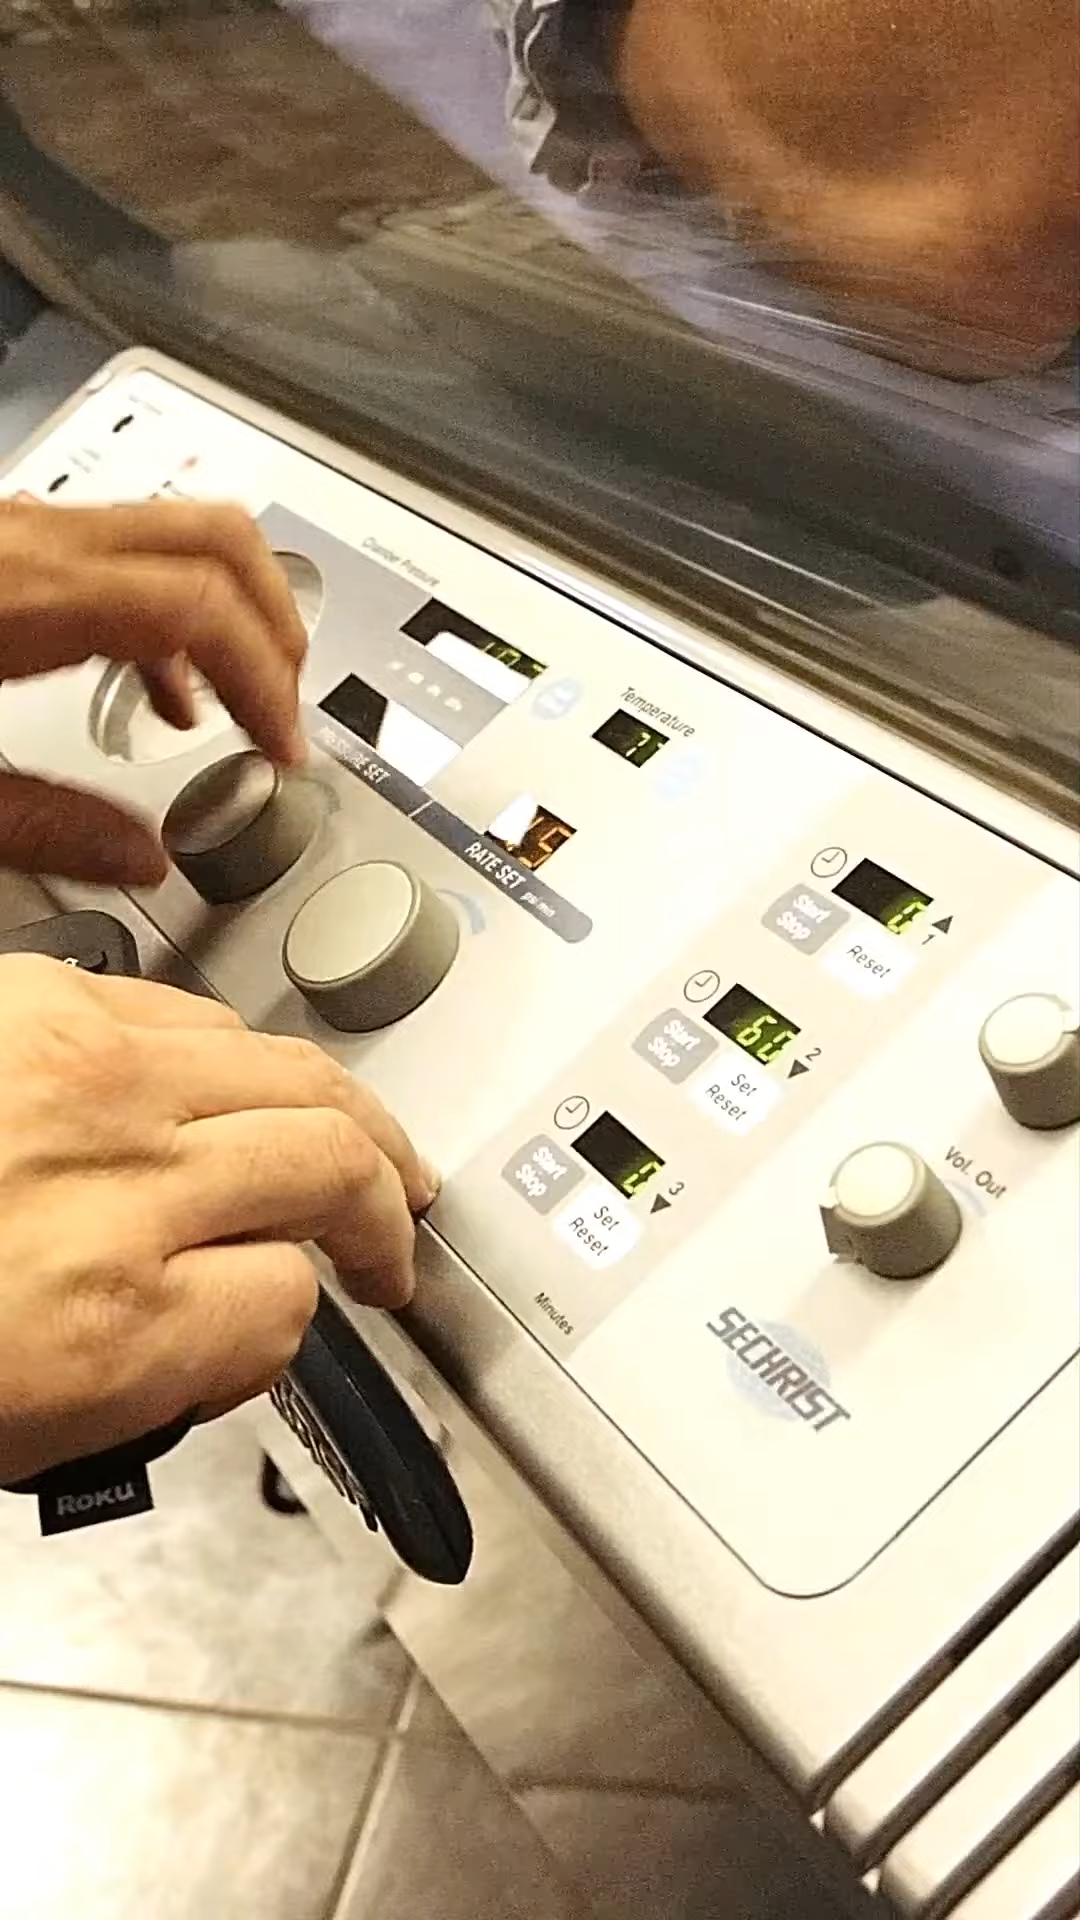 Chamber Pressure
Temperature
PRESSURE SET
RATE SET psi/min
Start
Stop
Reset
1
60
2
Start
Stop
Set
Reset
3
Start
Stop
Set
Reset
Minutes
Vol. Out
SECHRIST
Roku